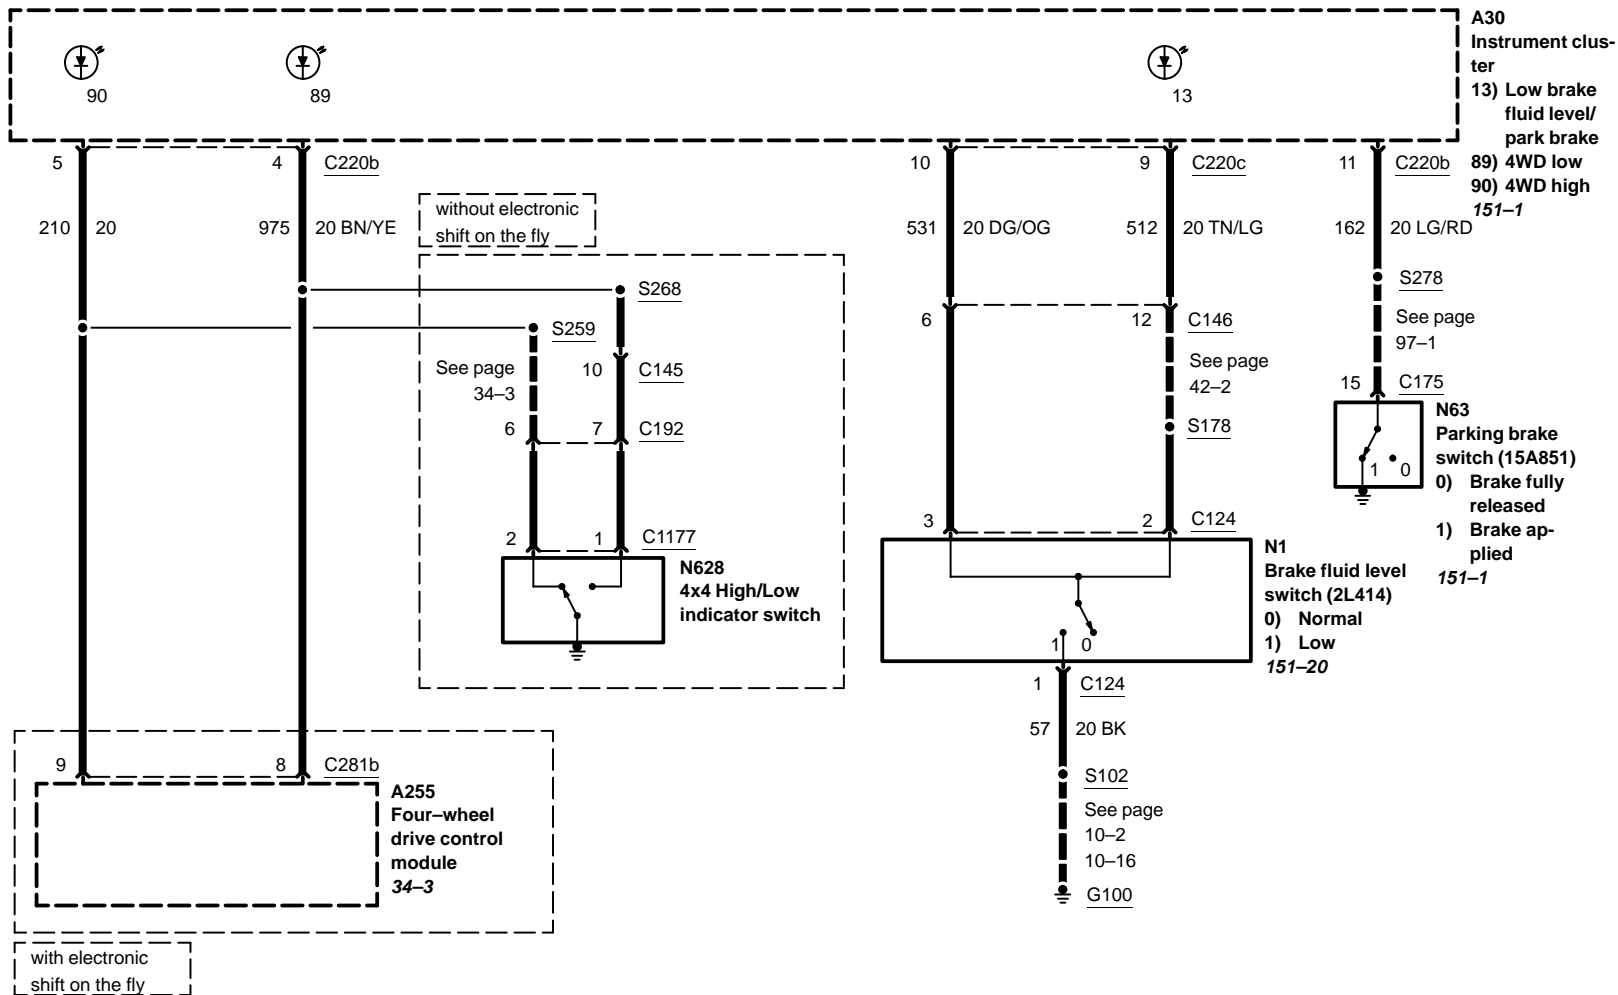 A30
Instrument clus-
ter
13) Low brake
fluid level/
park brake
89) 4WD low
90) 4WD high
151–1
90
89
13
5
4
C220b
10
9
C220c
11
C220b
210
20
975
20 BN/YE
without electronic
shift on the fly
531
20 DG/OG
512
20 TN/LG
162
20 LG/RD
S268
S278
S259
6
12
C146
See page
97–1
See page
34–3
10
C145
See page
42–2
15
C175
6
7
C192
S178
N63
Parking brake
switch (15A851)
0) Brake fully
released
1) Brake ap-
plied
151–1
1
0
2
1
C1177
3
2
C124
N628
4x4 High/Low
indicator switch
N1
Brake fluid level
switch (2L414)
0) Normal
1) Low
151–20
1
0
1
C124
57
20 BK
9
8
C281b
S102
A255
Four–wheel
drive control
module
34–3
See page
10–2
10–16
G100
with electronic
shift on the fly